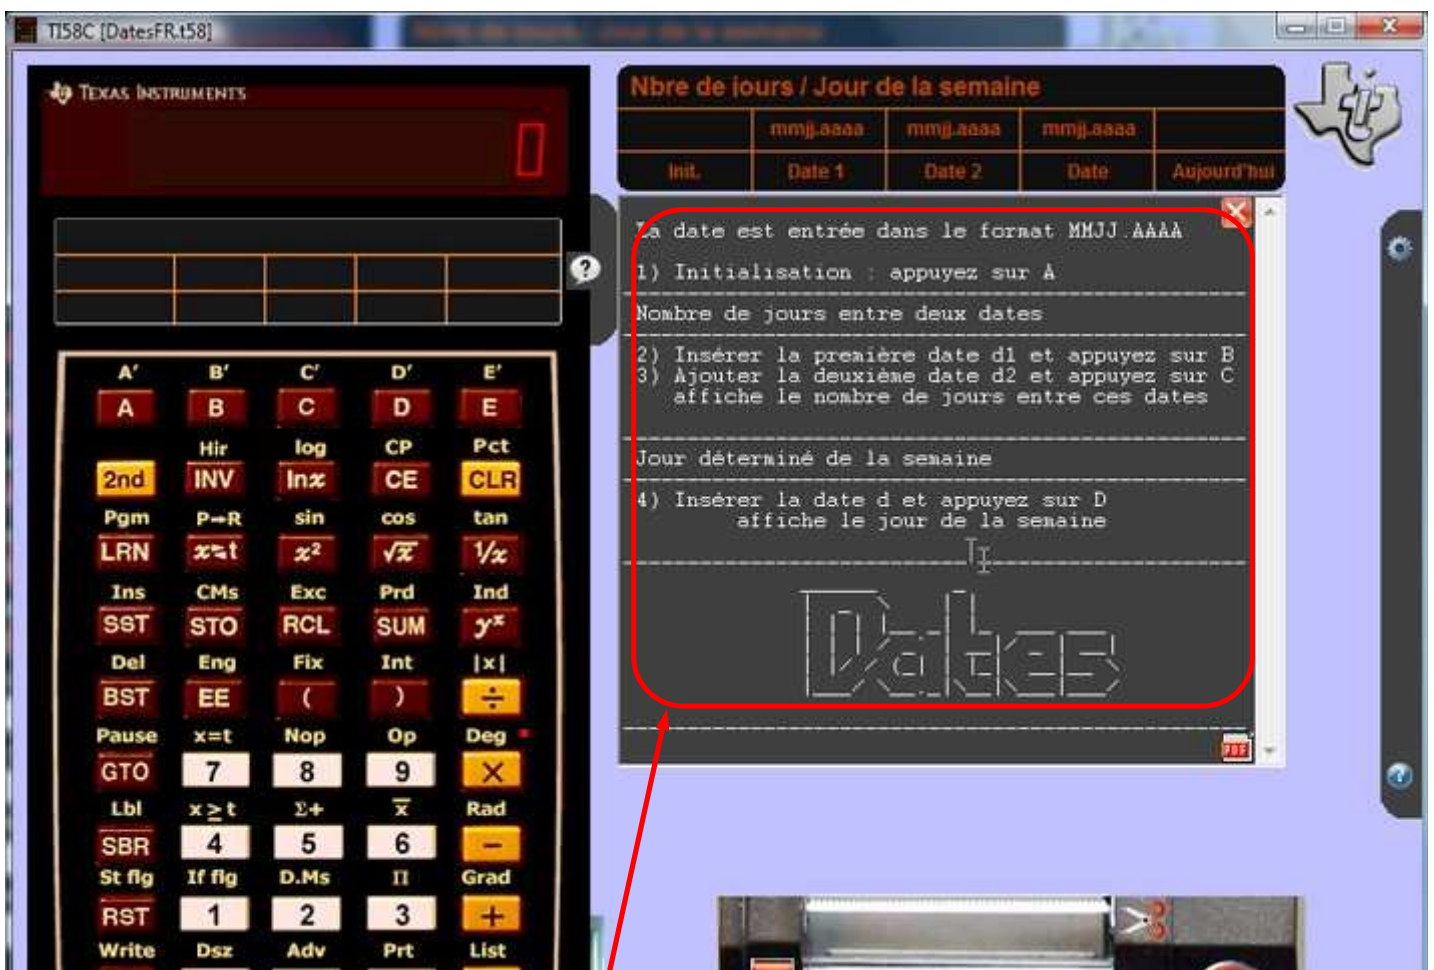 TI58C [DatesFR.t58]
TEXAS INSTRUMENTS
0
Nbre de jours / Jour de la semaine
mmjj.aaaa mmjj.aaaa mmjj.aaaa
Init. Date 1 Date 2 Date Aujourd'hui
La date est entrée dans le format MMJJ.AAAA
1) Initialisation : appuyez sur A
Nombre de jours entre deux dates
2) Insérer la première date d1 et appuyez sur B
3) Ajouter la deuxième date d2 et appuyez sur C
affiche le nombre de jours entre ces dates
Jour déterminé de la semaine
4) Insérer la date d et appuyez sur D
affiche le jour de la semaine
Dates
PDF
?
?
A' B' C' D' E'
A B C D E
Hir log CP Pct
2nd INV lnx CE CLR
Pgm P→R sin cos tan
LRN x⇆t x² √x 1/x
Ins CMs Exc Prd Ind
SST STO RCL SUM yˣ
Del Eng Fix Int |x|
BST EE ( ) ÷
Pause x=t Nop Op Deg
GTO 7 8 9 ×
Lbl x≥t Σ+ x̅ Rad
SBR 4 5 6 −
St flg If flg D.Ms Π Grad
RST 1 2 3 +
Write Dsz Adv Prt List